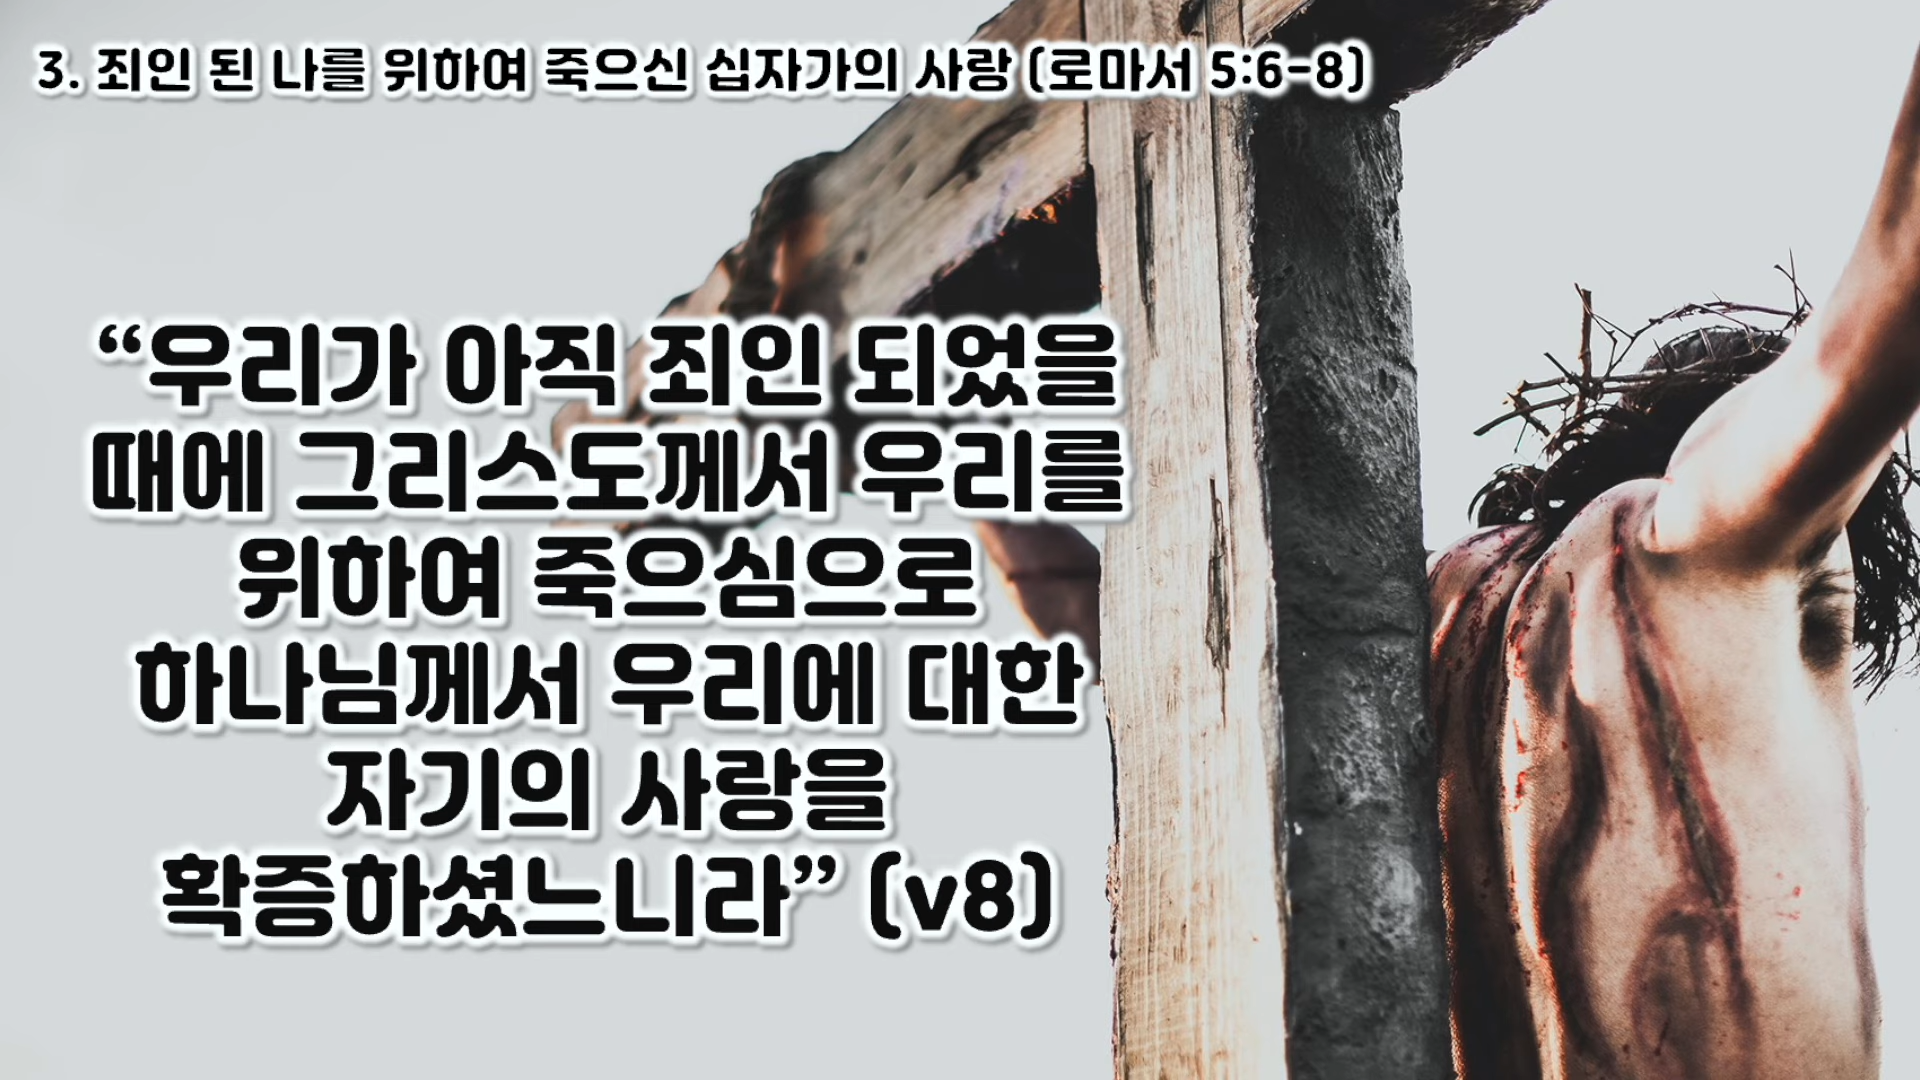 3. 죄인 된 나를 위하여 죽으신 십자가의 사랑 (로마서 5:6-8)
“우리가 아직 죄인 되었을
때에 그리스도께서 우리를
위하여 죽으심으로
하나님께서 우리에 대한
자기의 사랑을
확증하셨느니라” (v8)